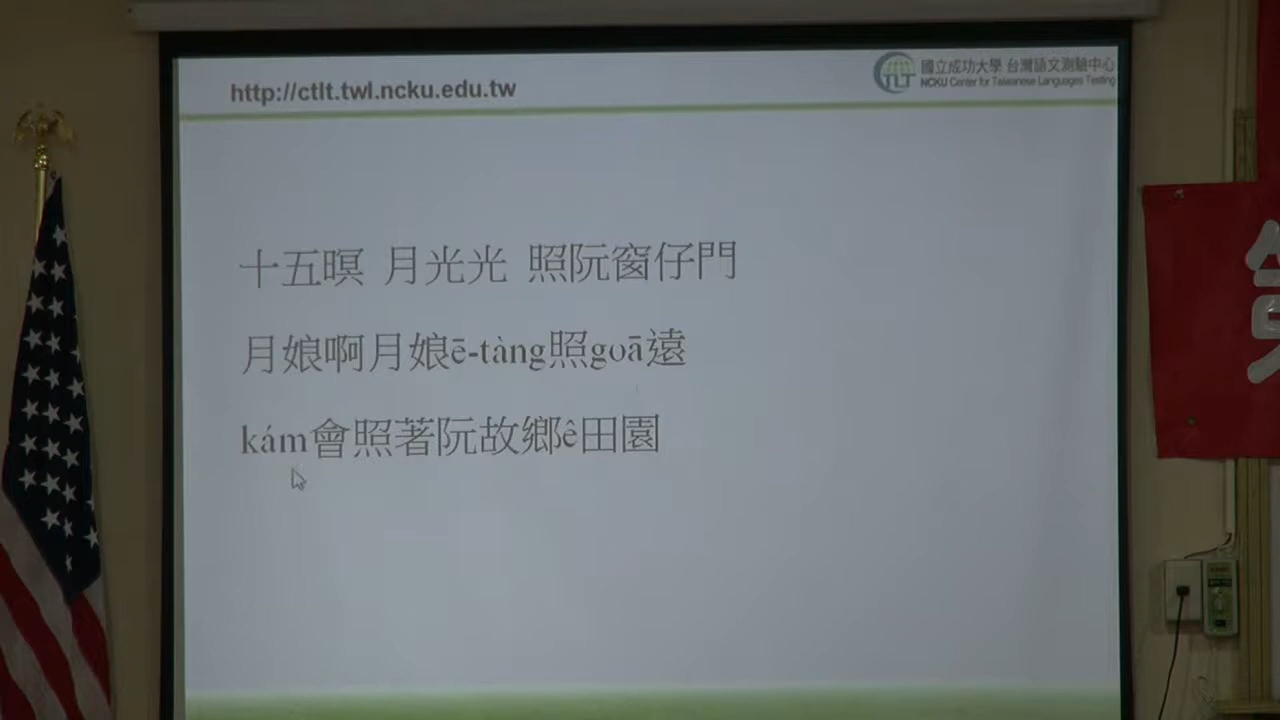 http://ctlt.twl.ncku.edu.tw
CTLT
國立成功大學 台灣語文測驗中心
NCKU Center for Taiwanese Languages Testing
十五暝 月光光 照阮窗仔門
月娘啊月娘ē-tàng照goā遠
kám會照著阮故鄉ê田園